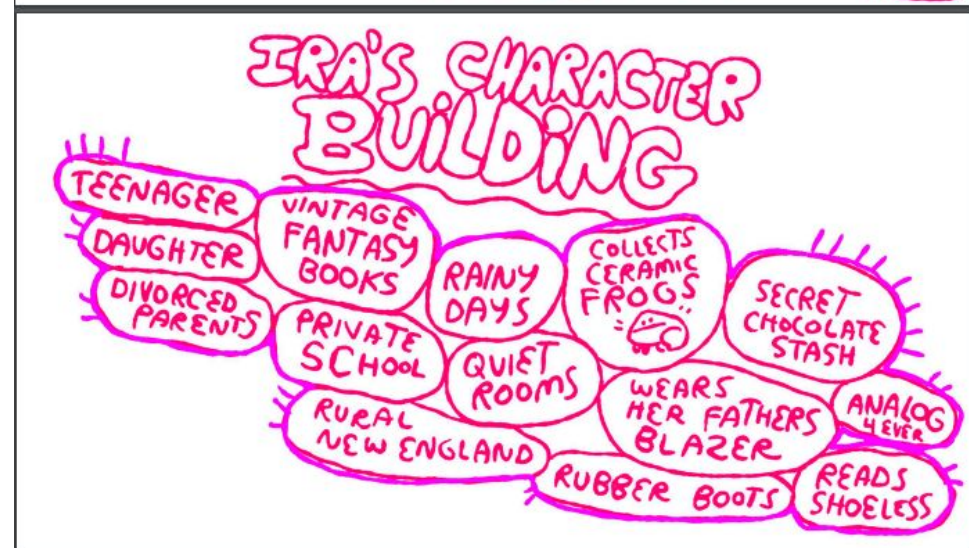 IRA'S CHARACTER
BUiLDiNG
TEENAGER
DAUGHTER
DIVORCED
PARENTS
VINTAGE
FANTASY
BOOKS
PRIVATE
SCHOOL
RAINY
DAYS
QUIET
ROOMS
COLLECTS
CERAMIC
FROGS
SECRET
CHOCOLATE
STASH
RURAL
NEW ENGLAND
WEARS
HER FATHERS
BLAZER
ANALOG
4 EVER
RUBBER BOOTS
READS
SHOELESS